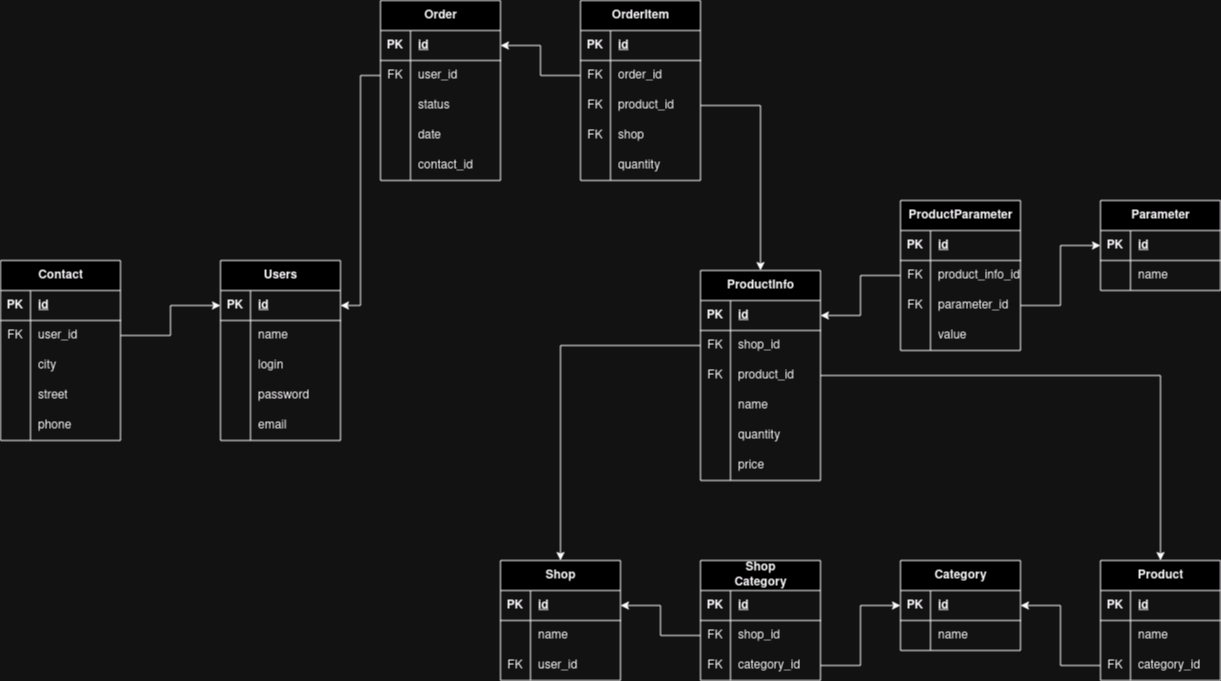 Order
PK id
FK user_id
status
date
contact_id
OrderItem
PK id
FK order_id
FK product_id
FK shop
quantity
ProductParameter
PK id
FK product_info_id
FK parameter_id
value
Parameter
PK id
name
Contact
PK id
FK user_id
city
street
phone
Users
PK id
name
login
password
email
ProductInfo
PK id
FK shop_id
FK product_id
name
quantity
price
Shop
PK id
name
FK user_id
Shop
Category
PK id
FK shop_id
FK category_id
Category
PK id
name
Product
PK id
name
FK category_id